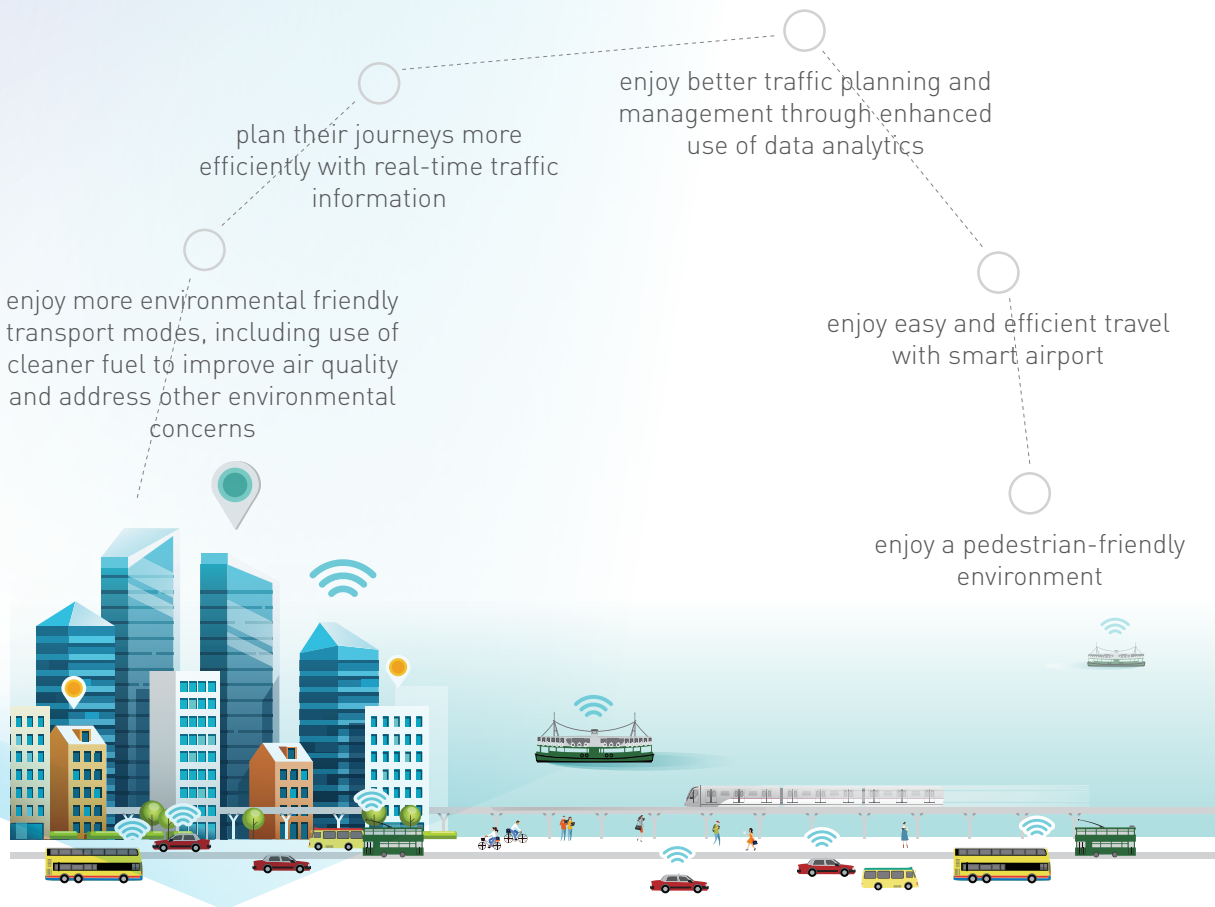 enjoy better traffic planning and
management through enhanced
use of data analytics
plan their journeys more
efficiently with real-time traffic
information
enjoy more environmental friendly
transport modes, including use of
cleaner fuel to improve air quality
and address other environmental
concerns
enjoy easy and efficient travel
with smart airport
enjoy a pedestrian-friendly
environment